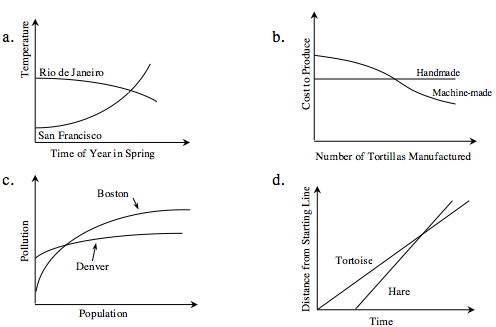 a.
Temperature
Rio de Janeiro
San Francisco
Time of Year in Spring
b.
Cost to Produce
Handmade
Machine-made
Number of Tortillas Manufactured
c.
Pollution
Boston
Denver
Population
d.
Distance from Starting Line
Tortoise
Hare
Time